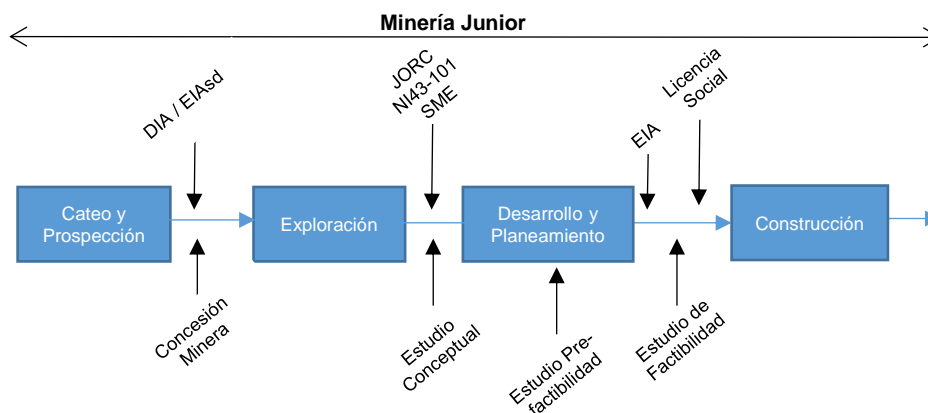 Minería Junior
DIA / EIAsd
JORC
NI43-101
SME
EIA
Licencia
Social
Cateo y
Prospección
Exploración
Desarrollo y
Planeamiento
Construcción
Concesión
Minera
Estudio
Conceptual
Estudio Pre-
factibilidad
Estudio de
Factibilidad